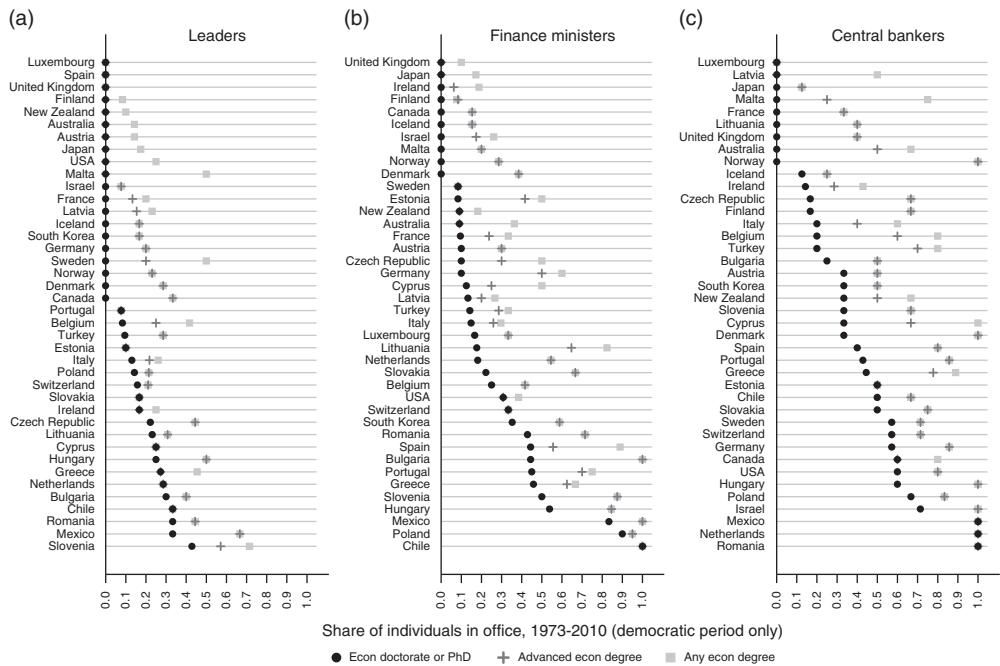 (a)
Leaders
Luxembourg
Spain
United Kingdom
Finland
New Zealand
Australia
Austria
Japan
USA
Malta
Israel
France
Latvia
Iceland
South Korea
Germany
Sweden
Norway
Denmark
Canada
Portugal
Belgium
Turkey
Estonia
Italy
Poland
Switzerland
Slovakia
Ireland
Czech Republic
Lithuania
Cyprus
Hungary
Greece
Netherlands
Bulgaria
Chile
Romania
Mexico
Slovenia
0.0 0.1 0.2 0.3 0.4 0.5 0.6 0.7 0.8 0.9 1.0
(b)
Finance ministers
United Kingdom
Japan
Ireland
Finland
Canada
Iceland
Israel
Malta
Norway
Denmark
Sweden
Estonia
New Zealand
Australia
France
Austria
Czech Republic
Germany
Cyprus
Latvia
Turkey
Italy
Luxembourg
Lithuania
Netherlands
Slovakia
Belgium
USA
Switzerland
South Korea
Romania
Spain
Bulgaria
Portugal
Greece
Slovenia
Hungary
Mexico
Poland
Chile
0.0 0.1 0.2 0.3 0.4 0.5 0.6 0.7 0.8 0.9 1.0
(c)
Central bankers
Luxembourg
Latvia
Japan
Malta
France
Lithuania
United Kingdom
Australia
Norway
Iceland
Ireland
Czech Republic
Finland
Italy
Belgium
Turkey
Bulgaria
Austria
South Korea
New Zealand
Slovenia
Cyprus
Denmark
Spain
Portugal
Greece
Estonia
Chile
Slovakia
Sweden
Switzerland
Germany
Canada
USA
Hungary
Poland
Israel
Mexico
Netherlands
Romania
0.0 0.1 0.2 0.3 0.4 0.5 0.6 0.7 0.8 0.9 1.0
Share of individuals in office, 1973-2010 (democratic period only)
Econ doctorate or PhD Advanced econ degree Any econ degree